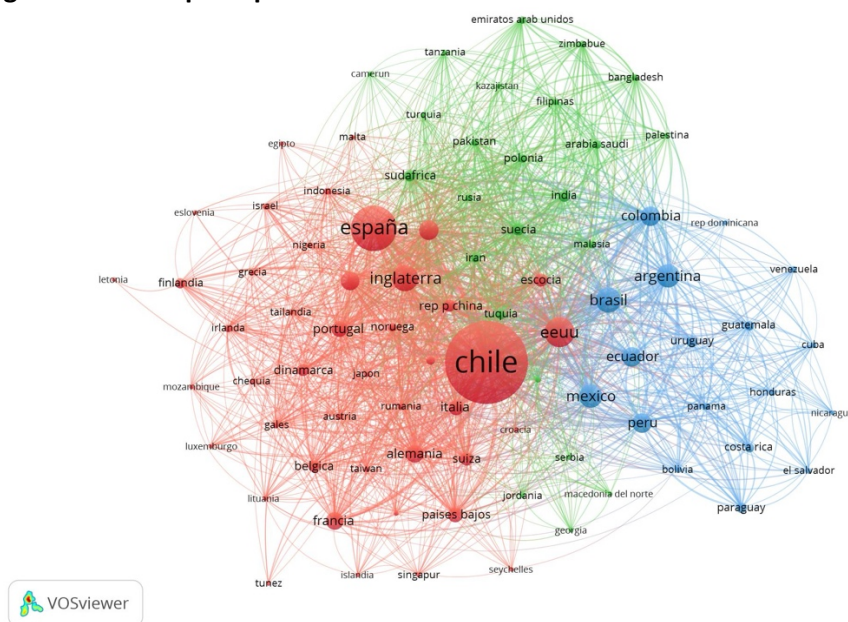 emiratos arab unidos
tanzania
zimbabue
camerun
kazajistan
bangladesh
filipinas
turquia
egipto
malta
pakistan
arabia saudi
palestina
polonia
sudafrica
indonesia
rusia
india
israel
eslovenia
españa
colombia
rep dominicana
suecia
nigeria
malasia
iran
grecia
letonia
finlandia
inglaterra
escocia
argentina
venezuela
tailandia
rep p china
brasil
tuquia
irlanda
portugal
noruega
eeuu
guatemala
uruguay
cuba
chile
ecuador
dinamarca
japon
mozambique
chequia
mexico
honduras
rumania
italia
panama
nicaragu
austria
gales
croacia
peru
luxemburgo
costa rica
alemania
suiza
serbia
belgica
taiwan
bolivia
el salvador
lituania
jordania
macedonia del norte
paraguay
francia
paises bajos
georgia
seychelles
tunez
islandia
singapur
VOSviewer